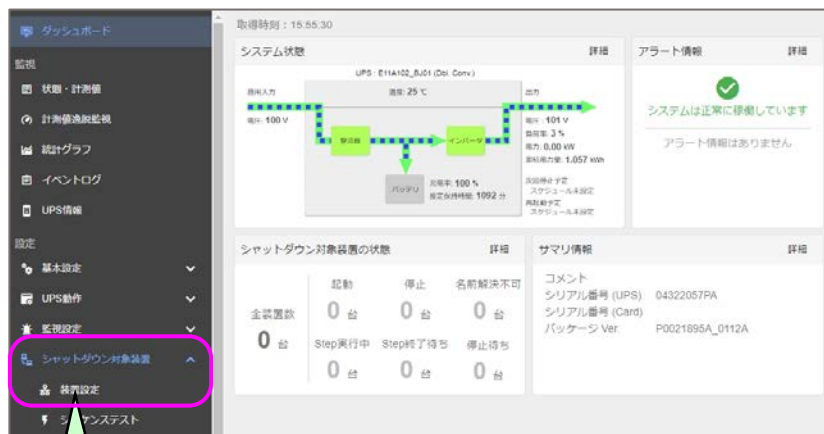 ダッシュボード
監視
状態・計測値
計測値逸脱監視
統計グラフ
イベントログ
UPS情報
設定
基本設定
UPS動作
監視設定
シャットダウン対象装置
装置設定
取得時刻：15:55:30
システム状態 詳細
UPS : E11A102_BJ01 (Dbl. Conv.)
商用入力 温度: 25 ℃ 出力
電圧: 100 V 電圧 : 101 V
負荷率: 3 %
整流器 インバータ 電力: 0.00 kW
積算電力量: 1.057 kWh
バッテリ 充電率: 100 %
推定保持時間: 1092 分
次回停止予定
スケジュール未設定
再起動予定
スケジュール未設定
アラート情報 詳細
システムは正常に稼働しています
アラート情報はありません
シャットダウン対象装置の状態 詳細
起動 停止 名前解決不可
全装置数 0 台 0 台 0 台
0 台 Step実行中 Step終了待ち 停止待ち
0 台 0 台 0 台
サマリ情報 詳細
コメント
シリアル番号 (UPS) 04322057PA
シリアル番号 (Card)
パッケージ Ver P0021895A_0112A